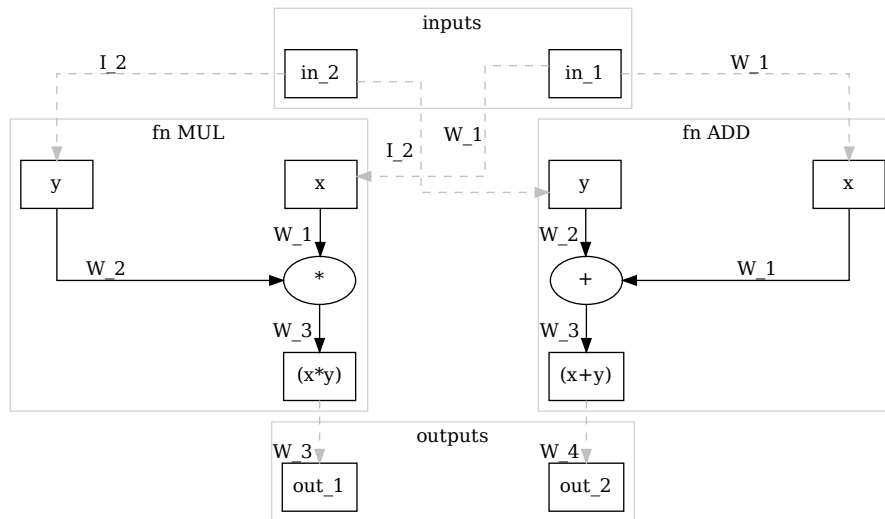 inputs
in_2
in_1
I_2
W_1
I_2
W_1
fn MUL
fn ADD
y
x
y
x
W_1
W_2
W_2
W_1
*
+
W_3
W_3
(x*y)
(x+y)
outputs
W_3
W_4
out_1
out_2